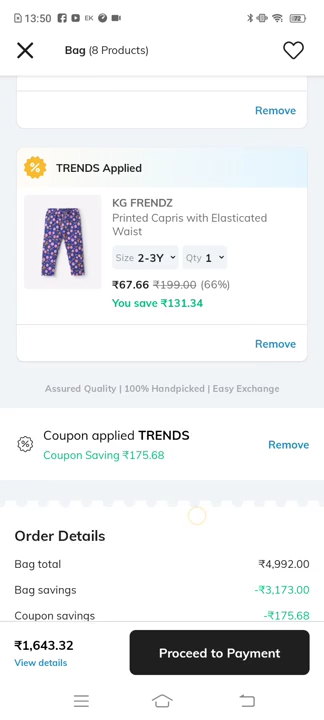 13:50 EK 72
Bag (8 Products)
Remove
TRENDS Applied
KG FRENDZ
Printed Capris with Elasticated
Waist
Size 2-3Y Qty 1
₹67.66 ₹199.00 (66%)
You save ₹131.34
Remove
Assured Quality | 100% Handpicked | Easy Exchange
Coupon applied TRENDS
Coupon Saving ₹175.68
Remove
Order Details
Bag total ₹4,992.00
Bag savings -₹3,173.00
Coupon savings -₹175.68
₹1,643.32
View details
Proceed to Payment